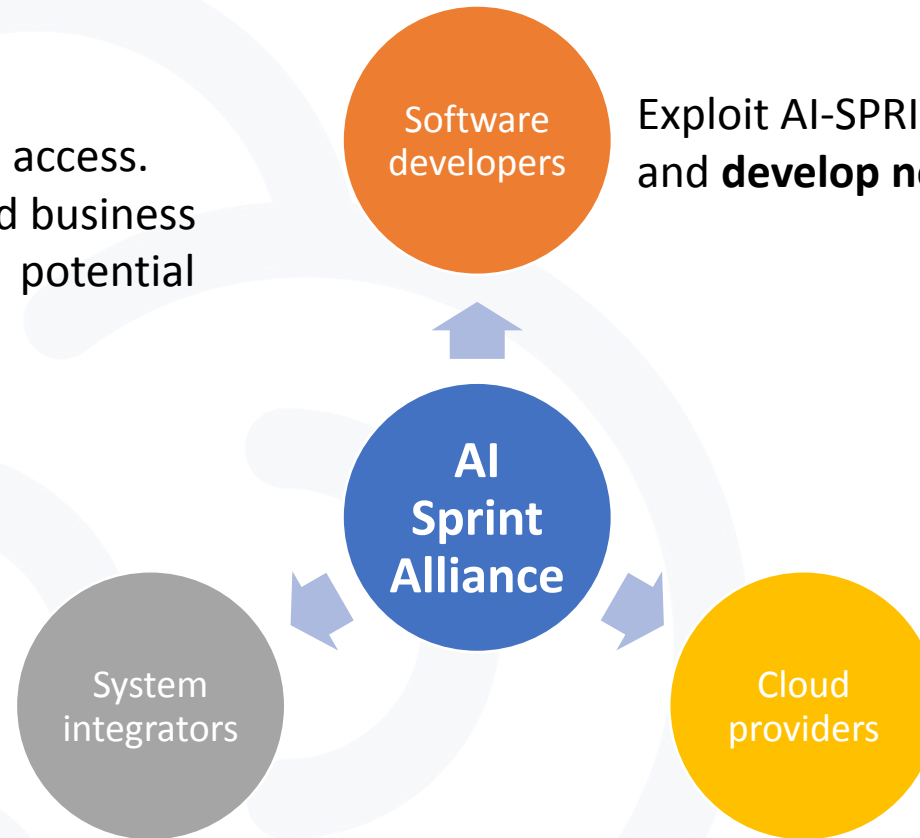 access.
d business
potential
Software
developers
Exploit AI-SPRI
and develop n
AI
Sprint
Alliance
System
integrators
Cloud
providers